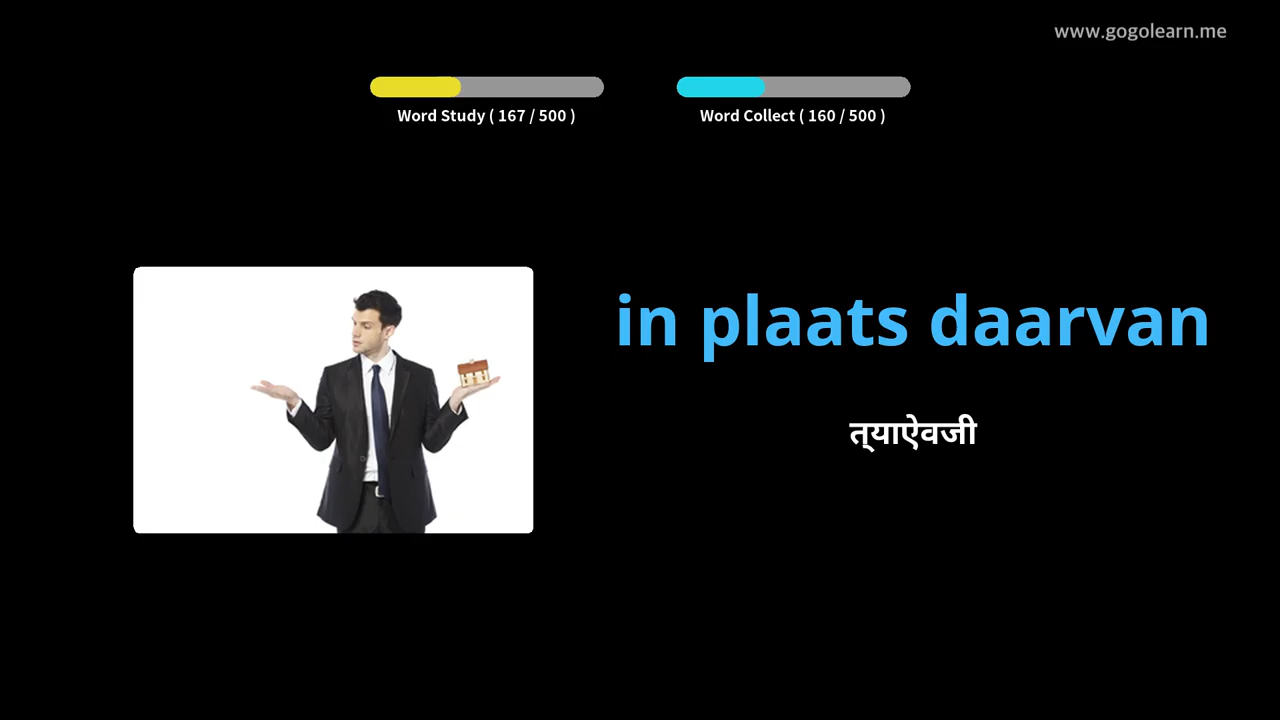 www.gogolearn.me
Word Study ( 167 / 500 )
Word Collect ( 160 / 500 )
in plaats daarvan
त्याऐवजी